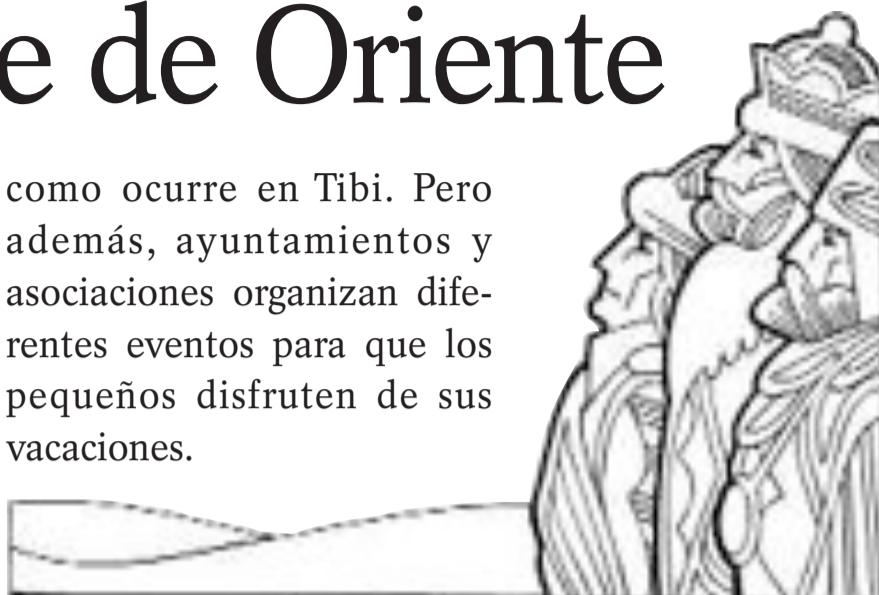 e de Oriente
como ocurre en Tibi. Pero
además, ayuntamientos y
asociaciones organizan dife-
rentes eventos para que los
pequeños disfruten de sus
vacaciones.